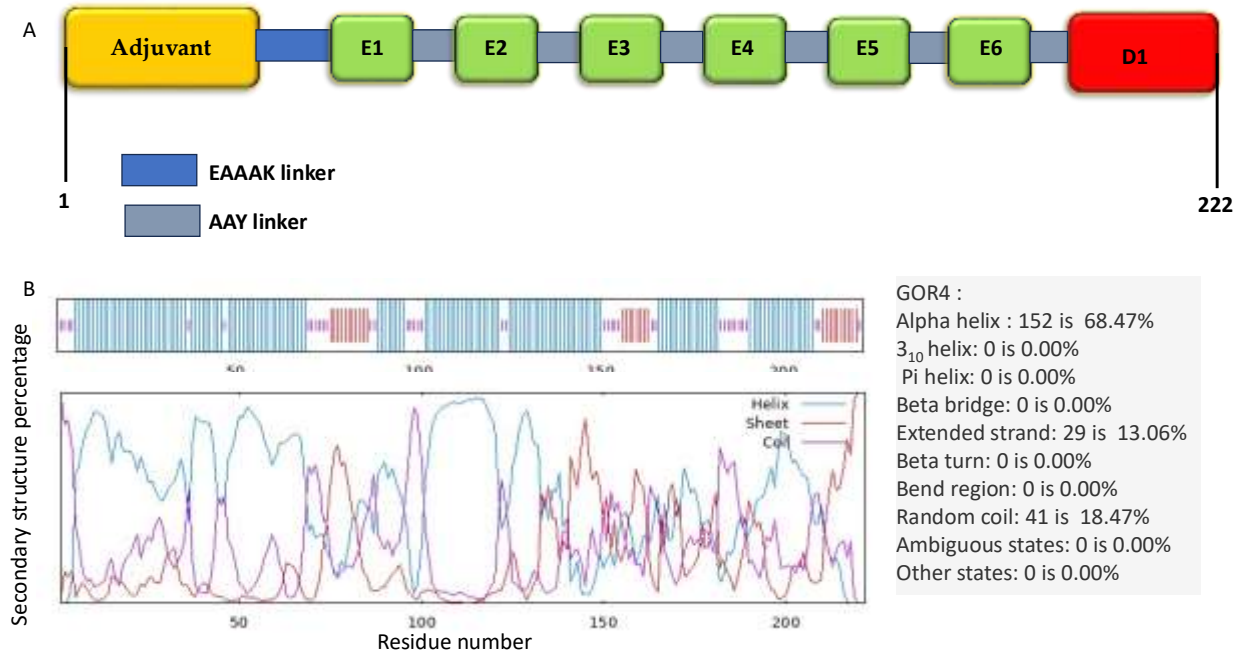 A
Adjuvant E1 E2 E3 E4 E5 E6 D1
EAAAK linker
1
222
AAY linker
B
50 100 150 200
Secondary structure percentage
Helix
Sheet
Coil
50 100 150 200
Residue number
GOR4 :
Alpha helix : 152 is 68.47%
3₁₀ helix: 0 is 0.00%
Pi helix: 0 is 0.00%
Beta bridge: 0 is 0.00%
Extended strand: 29 is 13.06%
Beta turn: 0 is 0.00%
Bend region: 0 is 0.00%
Random coil: 41 is 18.47%
Ambiguous states: 0 is 0.00%
Other states: 0 is 0.00%